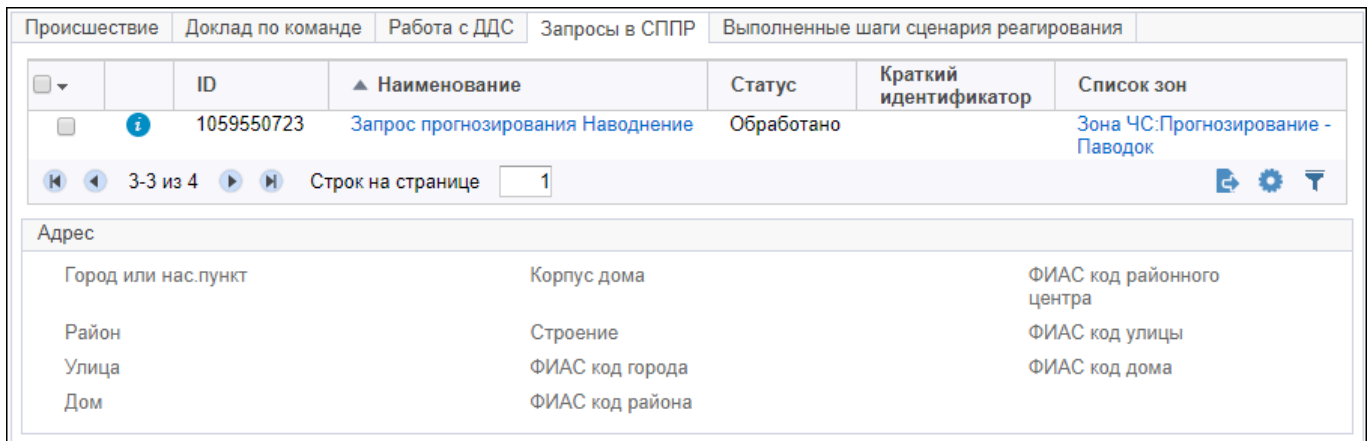 Происшествие Доклад по команде Работа с ДДС Запросы в СППР Выполненные шаги сценария реагирования
ID Наименование Статус Краткий идентификатор Список зон
1059550723 Запрос прогнозирования Наводнение Обработано Зона ЧС:Прогнозирование -
Паводок
3-3 из 4 Строк на странице 1
Адрес
Город или нас.пункт Корпус дома ФИАС код районного
центра
Район Строение ФИАС код улицы
Улица ФИАС код города ФИАС код дома
Дом ФИАС код района